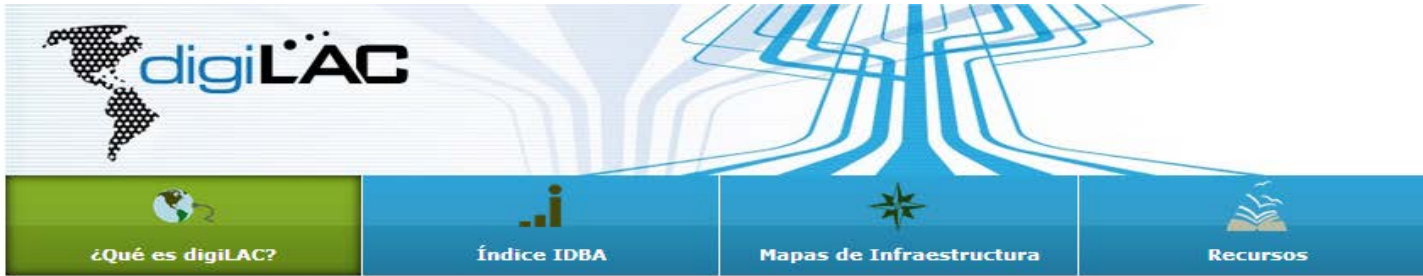 digiLAC
¿Qué es digiLAC?
Índice IDBA
Mapas de Infraestructura
Recursos